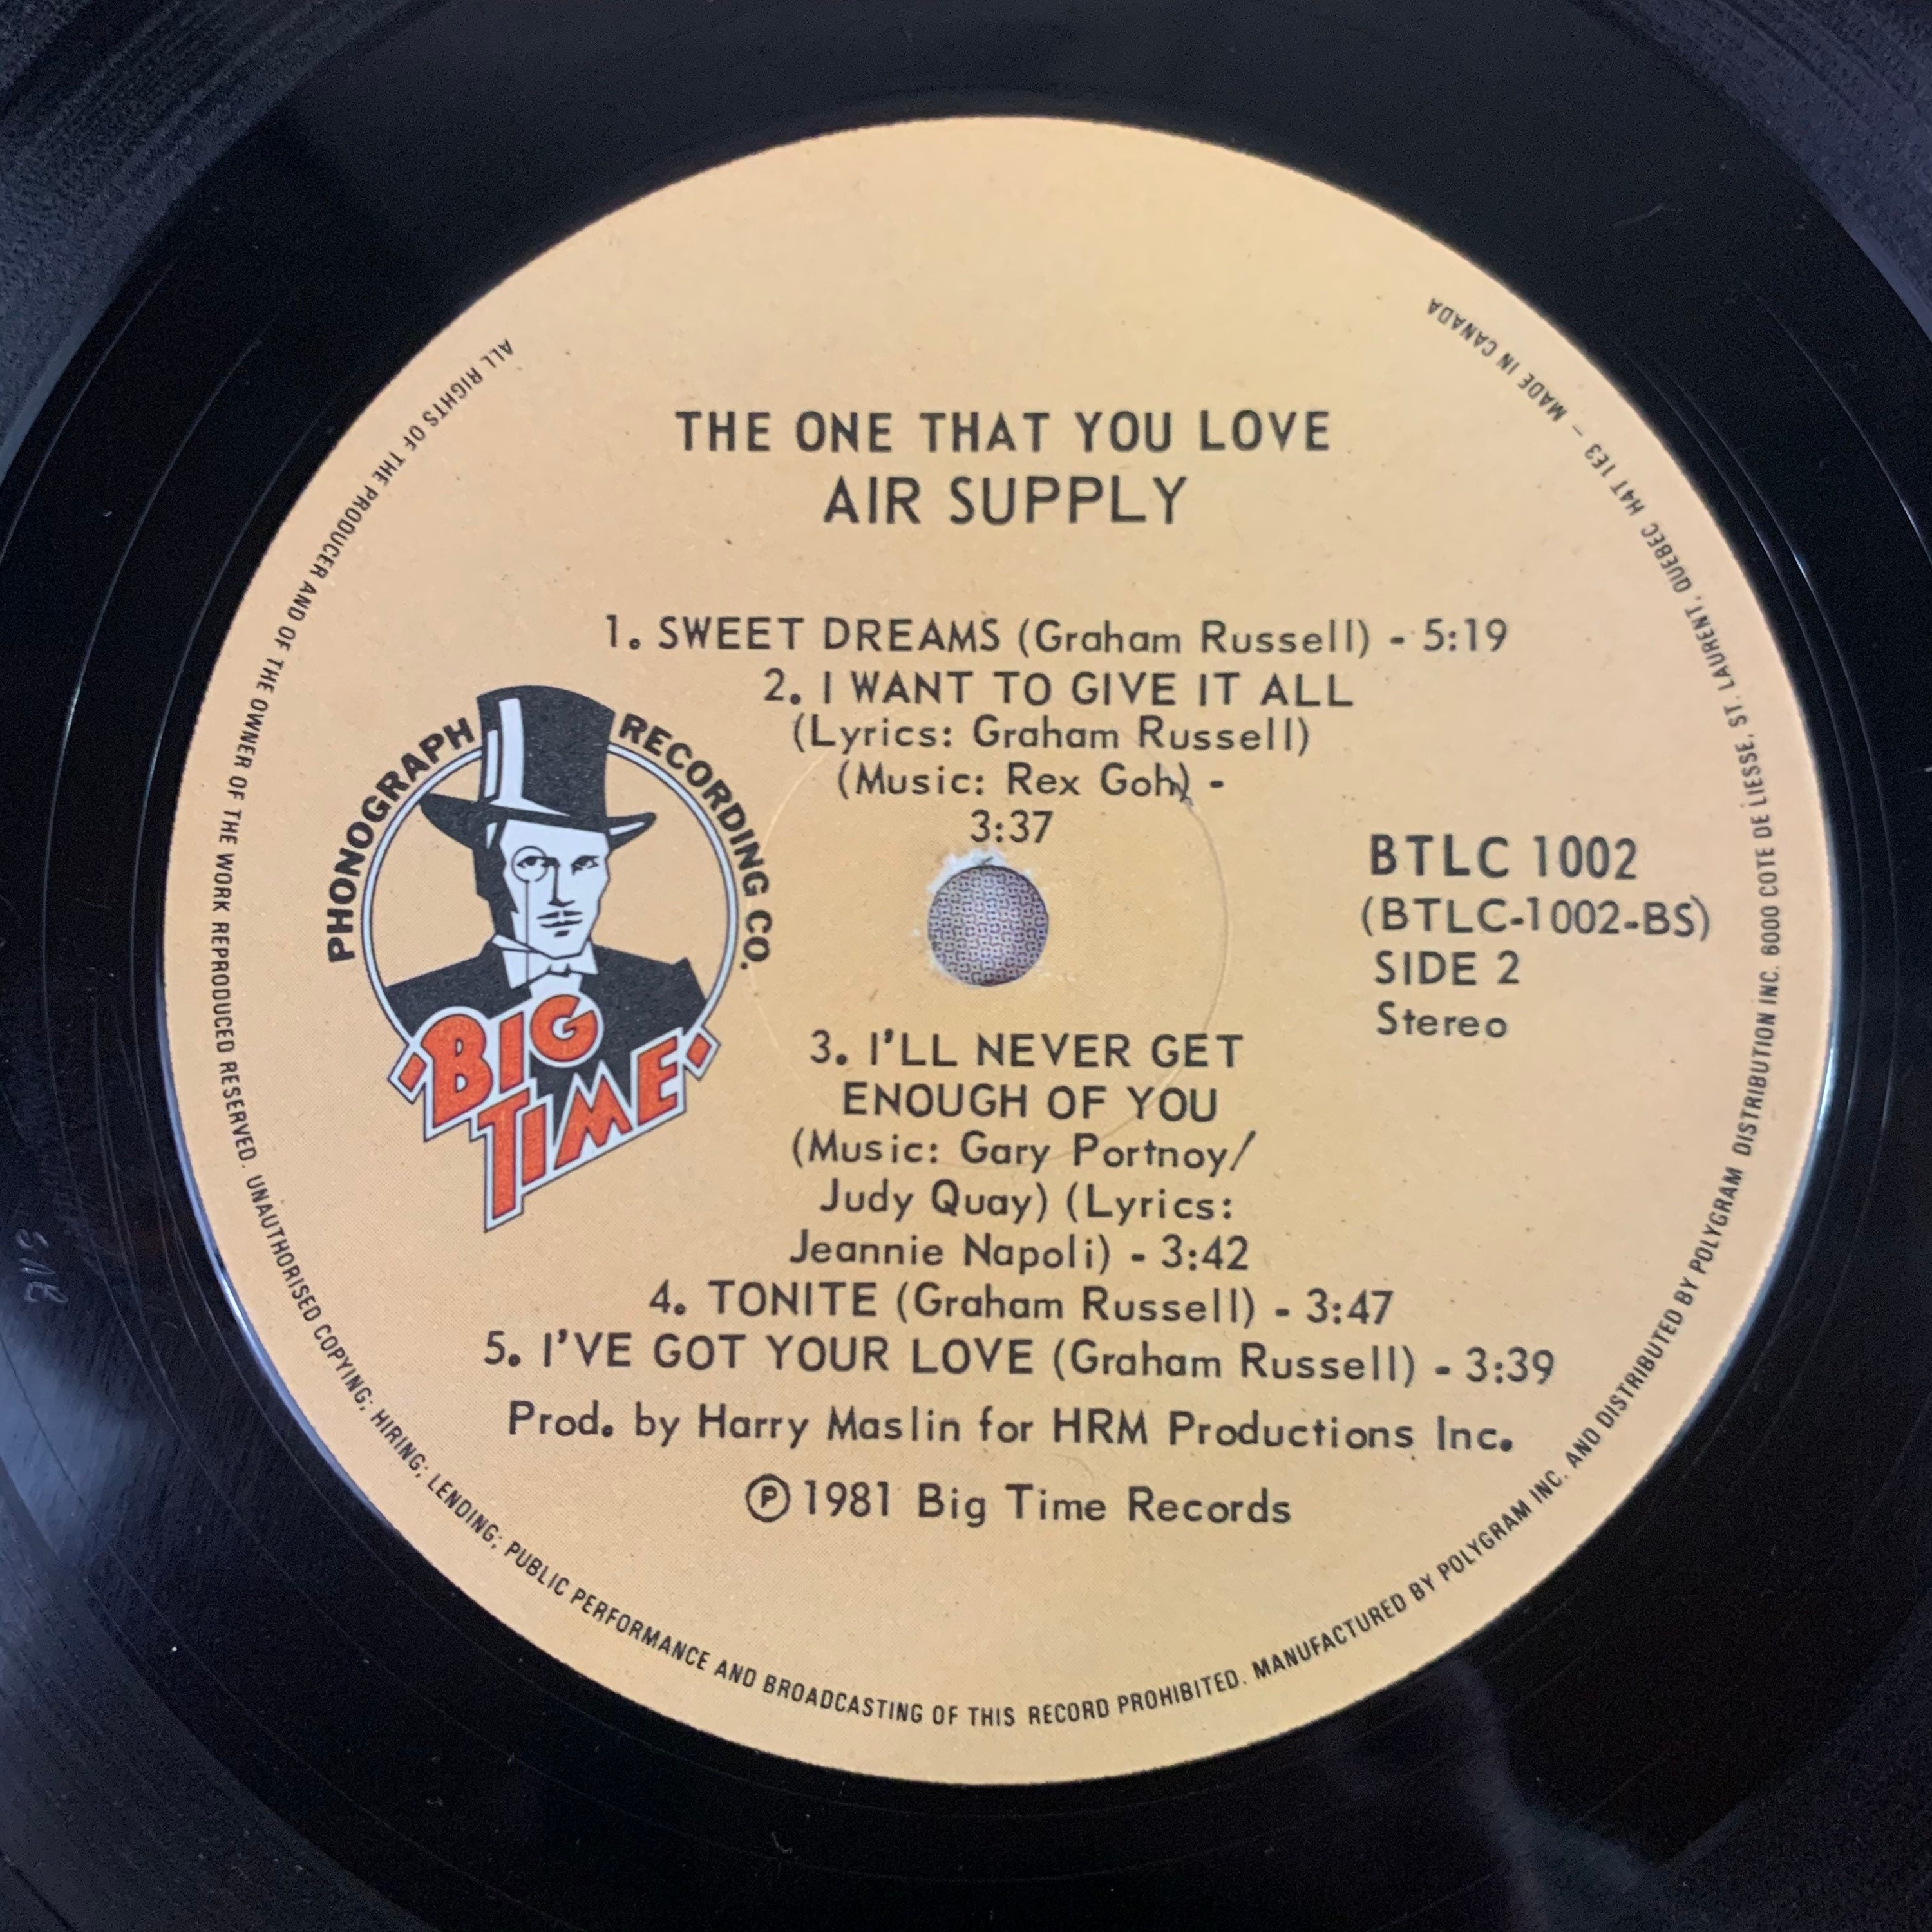 THE ONE THAT YOU LOVE
AIR SUPPLY
1. SWEET DREAMS (Graham Russell) - 5:19
2. I WANT TO GIVE IT ALL
(Lyrics: Graham Russell)
(Music: Rex Goh) -
3:37
PHONOGRAPH RECORDING CO.
BIG
TIME
BTLC 1002
(BTLC-1002-BS)
SIDE 2
Stereo
3. I'LL NEVER GET
ENOUGH OF YOU
(Music: Gary Portnoy/
Judy Quay) (Lyrics:
Jeannie Napoli) - 3:42
4. TONITE (Graham Russell) - 3:47
5. I'VE GOT YOUR LOVE (Graham Russell) - 3:39
Prod. by Harry Maslin for HRM Productions Inc.
Ⓟ 1981 Big Time Records
ALL RIGHTS OF THE PRODUCER AND OF THE OWNER OF THE WORK REPRODUCED RESERVED. UNAUTHORISED COPYING; HIRING; LENDING; PUBLIC PERFORMANCE AND BROADCASTING OF THIS RECORD PROHIBITED. MANUFACTURED BY POLYGRAM INC. AND DISTRIBUTED BY POLYGRAM DISTRIBUTION INC. 6000 COTE DE LIESSE, ST. LAURENT, QUEBEC H4T 1E3 – MADE IN CANADA